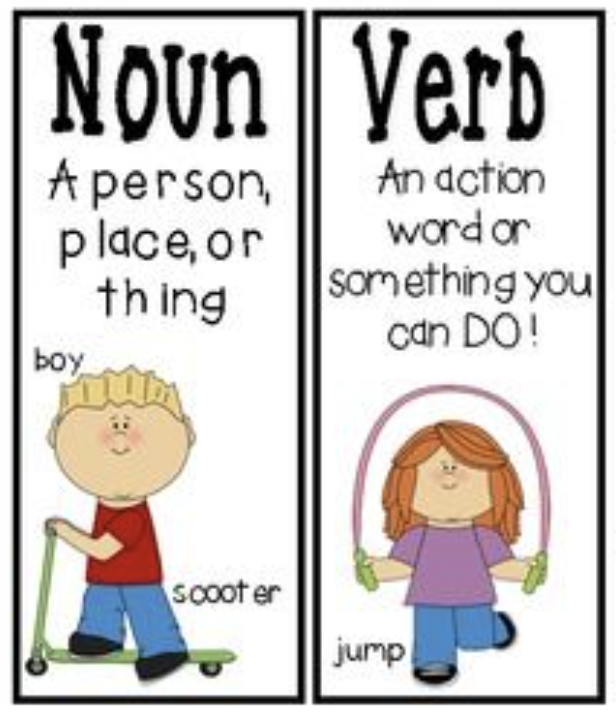 Noun
A person,
place, or
thing
boy
scooter
Verb
An action
word or
something you
can DO!
jump